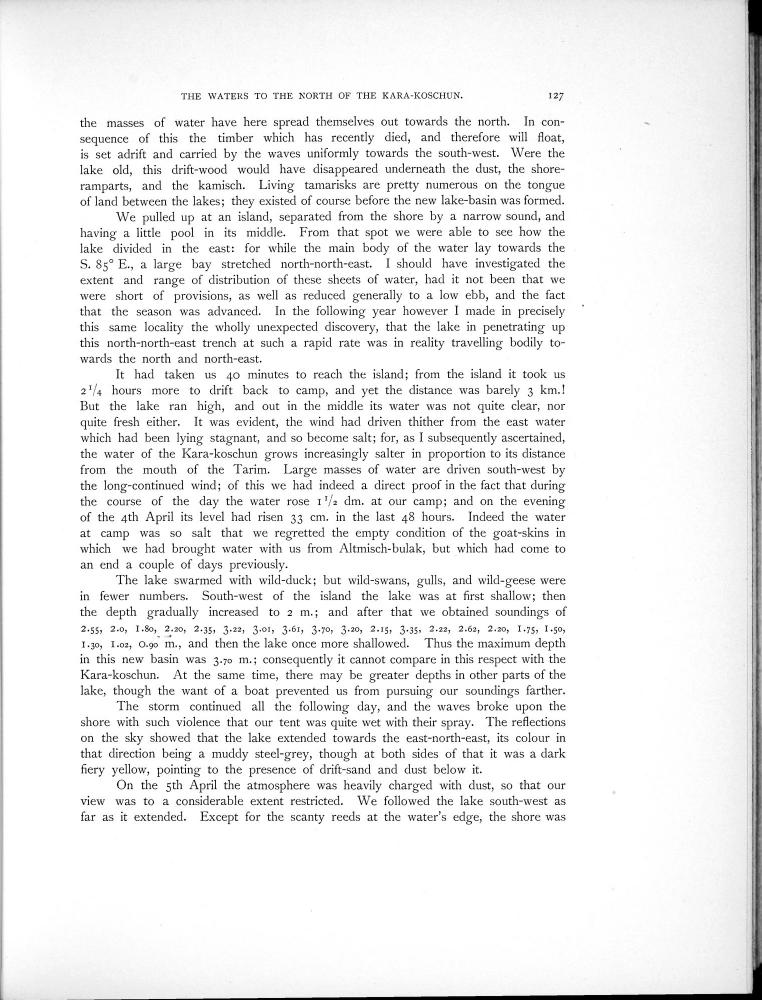 THE WATERS TO THE NORTH OF THE KARA-KOSCHUN. 127
the masses of water have here spread themselves out towards the north. In con-
sequence of this the timber which has recently died, and therefore will float,
is set adrift and carried by the waves uniformly towards the south-west. Were the
lake old, this drift-wood would have disappeared underneath the dust, the shore-
ramparts, and the kamisch. Living tamarisks are pretty numerous on the tongue
of land between the lakes; they existed of course before the new lake-basin was formed.
We pulled up at an island, separated from the shore by a narrow sound, and
having a little pool in its middle. From that spot we were able to see how the
lake divided in the east: for while the main body of the water lay towards the
S. 85° E., a large bay stretched north-north-east. I should have investigated the
extent and range of distribution of these sheets of water, had it not been that we
were short of provisions, as well as reduced generally to a low ebb, and the fact
that the season was advanced. In the following year however I made in precisely
this same locality the wholly unexpected discovery, that the lake in penetrating up
this north-north-east trench at such a rapid rate was in reality travelling bodily to-
wards the north and north-east.
It had taken us 40 minutes to reach the island; from the island it took us
2 1/4 hours more to drift back to camp, and yet the distance was barely 3 km.!
But the lake ran high, and out in the middle its water was not quite clear, nor
quite fresh either. It was evident, the wind had driven thither from the east water
which had been lying stagnant, and so become salt; for, as I subsequently ascertained,
the water of the Kara-koschun grows increasingly salter in proportion to its distance
from the mouth of the Tarim. Large masses of water are driven south-west by
the long-continued wind; of this we had indeed a direct proof in the fact that during
the course of the day the water rose 1 1/2 dm. at our camp; and on the evening
of the 4th April its level had risen 33 cm. in the last 48 hours. Indeed the water
at camp was so salt that we regretted the empty condition of the goat-skins in
which we had brought water with us from Altmisch-bulak, but which had come to
an end a couple of days previously.
The lake swarmed with wild-duck; but wild-swans, gulls, and wild-geese were
in fewer numbers. South-west of the island the lake was at first shallow; then
the depth gradually increased to 2 m.; and after that we obtained soundings of
2.55, 2.0, 1.80, 2.20, 2.35, 3.22, 3.01, 3.61, 3.70, 3.20, 2.15, 3.35, 2.22, 2.62, 2.20, 1.75, 1.50,
1.30, 1.02, 0.90 m., and then the lake once more shallowed. Thus the maximum depth
in this new basin was 3.70 m.; consequently it cannot compare in this respect with the
Kara-koschun. At the same time, there may be greater depths in other parts of the
lake, though the want of a boat prevented us from pursuing our soundings farther.
The storm continued all the following day, and the waves broke upon the
shore with such violence that our tent was quite wet with their spray. The reflections
on the sky showed that the lake extended towards the east-north-east, its colour in
that direction being a muddy steel-grey, though at both sides of that it was a dark
fiery yellow, pointing to the presence of drift-sand and dust below it.
On the 5th April the atmosphere was heavily charged with dust, so that our
view was to a considerable extent restricted. We followed the lake south-west as
far as it extended. Except for the scanty reeds at the water's edge, the shore was